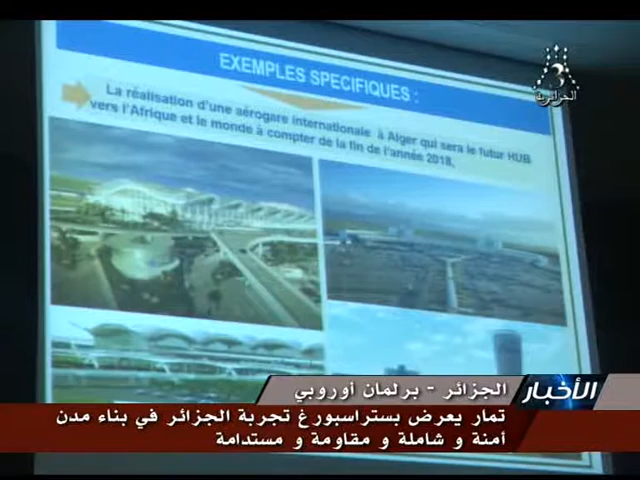 EXEMPLES SPECIFIQUES :
الجزائرية
La réalisation d'une aérogare internationale à Alger qui sera le futur HUB
vers l'Afrique et le monde à compter de la fin de l'année 2018,
الأخبار
الجزائر - برلمان أوروبي
تمار يعرض بستراسبورغ تجربة الجزائر في بناء مدن
آمنة و شاملة و مقاومة و مستدامة